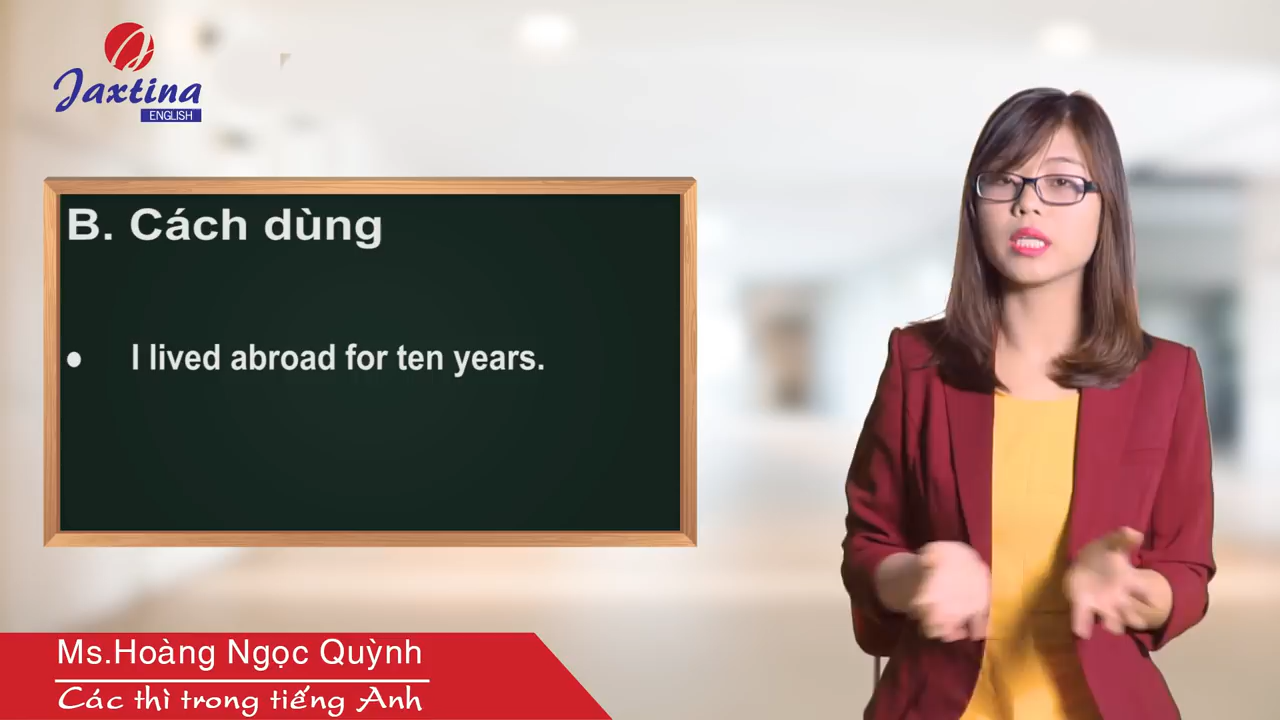 Jaxtina
ENGLISH
B. Cách dùng
● I lived abroad for ten years.
Ms.Hoàng Ngọc Quỳnh
Các thì trong tiếng Anh